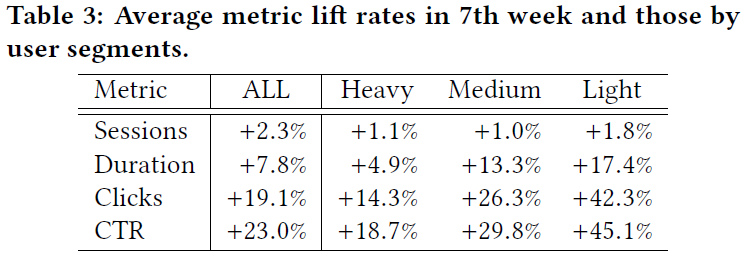 Table 3: Average metric lift rates in 7th week and those by
user segments.
Metric ALL Heavy Medium Light
Sessions +2.3% +1.1% +1.0% +1.8%
Duration +7.8% +4.9% +13.3% +17.4%
Clicks +19.1% +14.3% +26.3% +42.3%
CTR +23.0% +18.7% +29.8% +45.1%